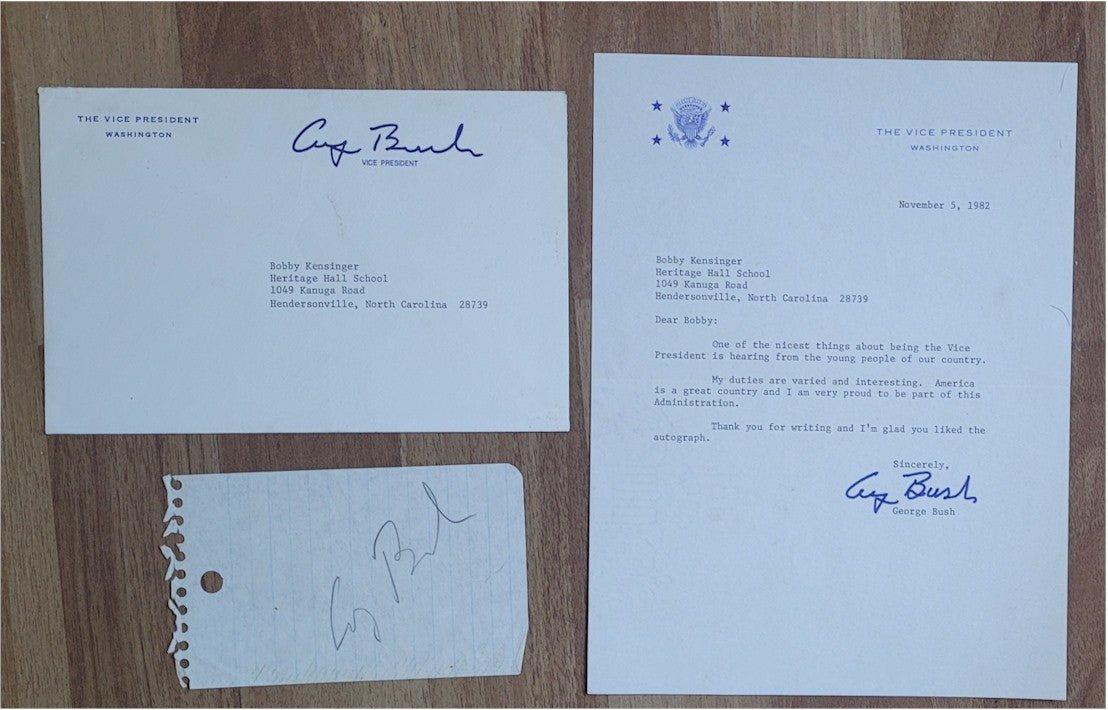 THE VICE PRESIDENT
WASHINGTON
Bush
VICE PRESIDENT
Bobby Kensinger
Heritage Hall School
1049 Kanuga Road
Hendersonville, North Carolina 28739
THE VICE PRESIDENT
WASHINGTON
November 5, 1982
Bobby Kensinger
Heritage Hall School
1049 Kanuga Road
Hendersonville, North Carolina 28739
Dear Bobby:
One of the nicest things about being the Vice
President is hearing from the young people of our country.
My duties are varied and interesting. America
is a great country and I am very proud to be part of this
Administration.
Thank you for writing and I'm glad you liked the
autograph.
Sincerely,
Bush
George Bush
Bush